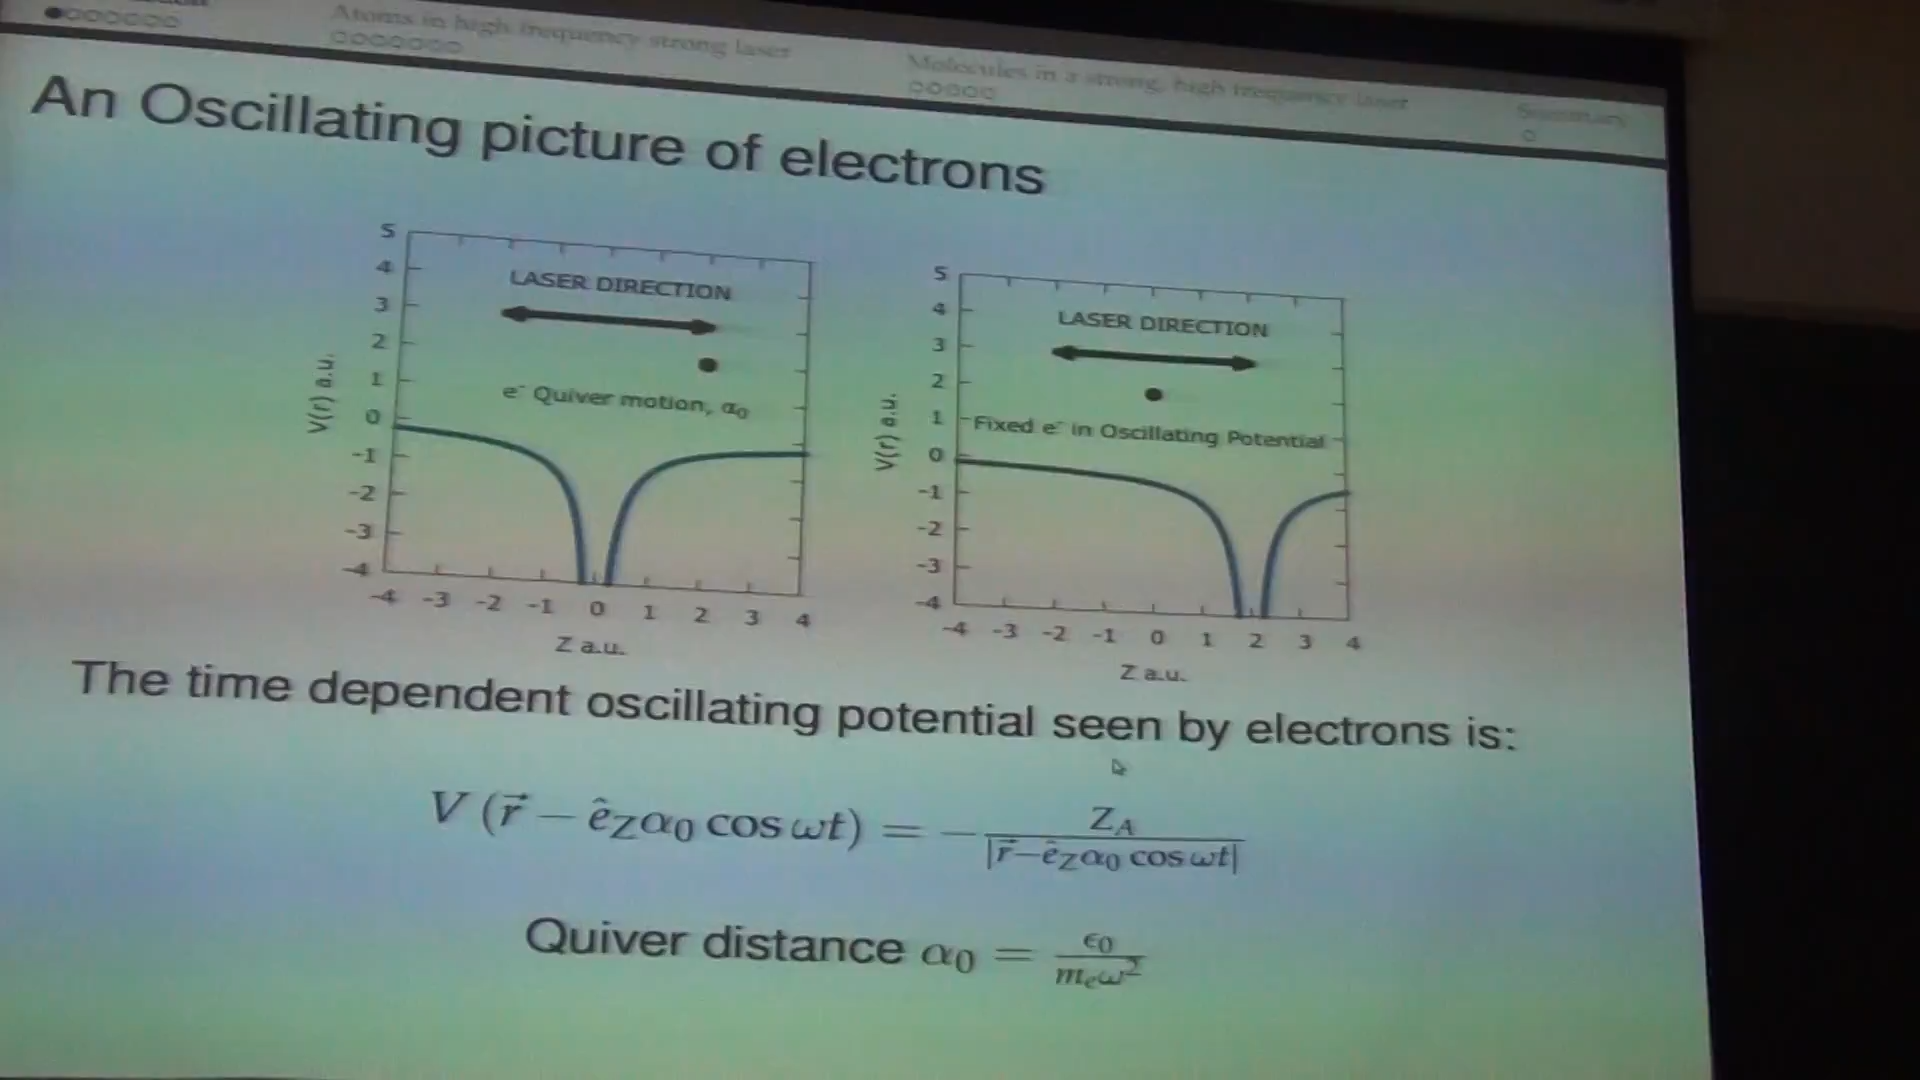 Atoms in high frequency strong laser
Molecules in a strong, high frequency laser
Summary
An Oscillating picture of electrons
5
4
3
2
1
0
-1
-2
-3
-4
V(r) a.u.
LASER DIRECTION
e⁻ Quiver motion, α₀
-4 -3 -2 -1 0 1 2 3 4
Z a.u.
5
4
3
2
1
0
-1
-2
-3
-4
V(r) a.u.
LASER DIRECTION
Fixed e⁻ in Oscillating Potential
-4 -3 -2 -1 0 1 2 3 4
Z a.u.
The time dependent oscillating potential seen by electrons is:
V (r⃗ − ê_Z α₀ cos ωt) = − Z_A / |r⃗−ê_Z α₀ cos ωt|
Quiver distance α₀ = ϵ₀ / m_e ω²